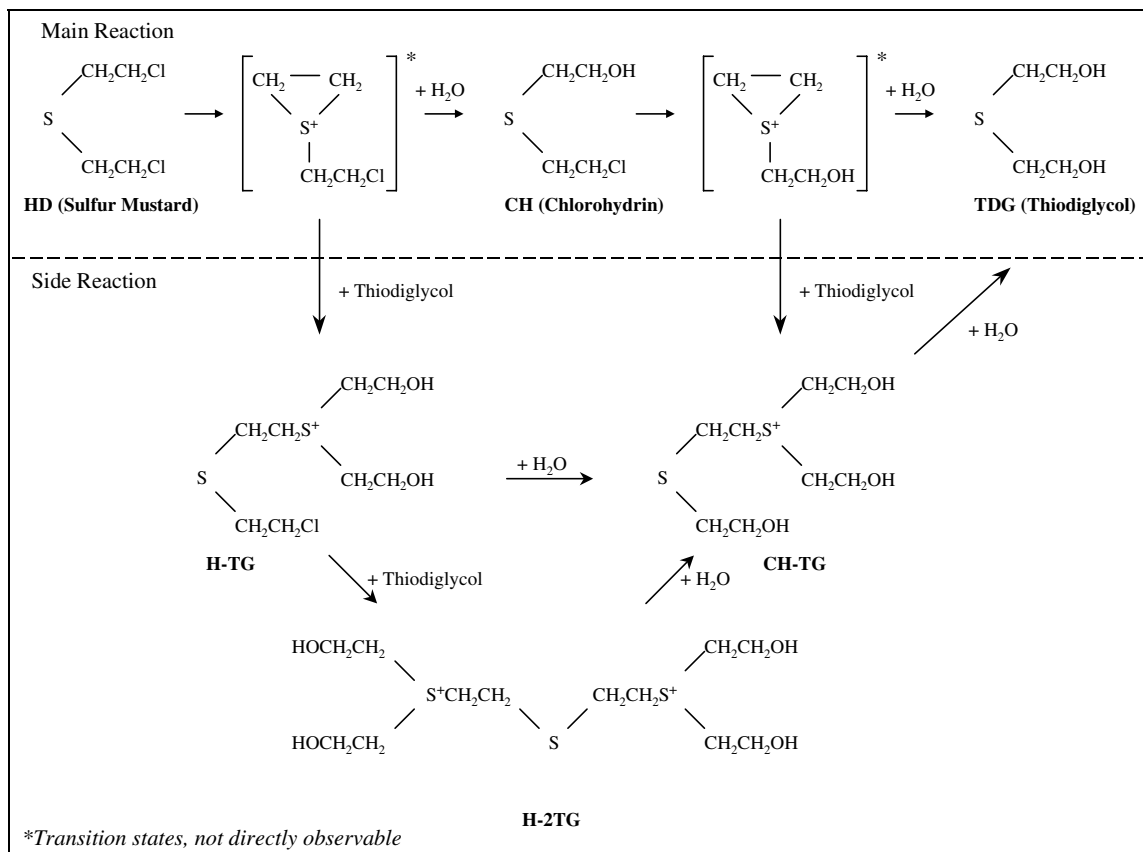 Main Reaction
CH₂CH₂Cl
S
CH₂CH₂Cl
HD (Sulfur Mustard)
CH₂ CH₂
S⁺
CH₂CH₂Cl
*
+ H₂O
CH₂CH₂OH
S
CH₂CH₂Cl
CH (Chlorohydrin)
CH₂ CH₂
S⁺
CH₂CH₂OH
*
+ H₂O
CH₂CH₂OH
S
CH₂CH₂OH
TDG (Thiodiglycol)
Side Reaction
+ Thiodiglycol
+ Thiodiglycol
+ H₂O
CH₂CH₂OH
CH₂CH₂S⁺
S
CH₂CH₂OH
CH₂CH₂Cl
H-TG
+ H₂O
CH₂CH₂OH
CH₂CH₂S⁺
S
CH₂CH₂OH
CH₂CH₂OH
CH-TG
+ Thiodiglycol
+ H₂O
HOCH₂CH₂
S⁺CH₂CH₂
HOCH₂CH₂
S
CH₂CH₂OH
CH₂CH₂S⁺
CH₂CH₂OH
H-2TG
*Transition states, not directly observable